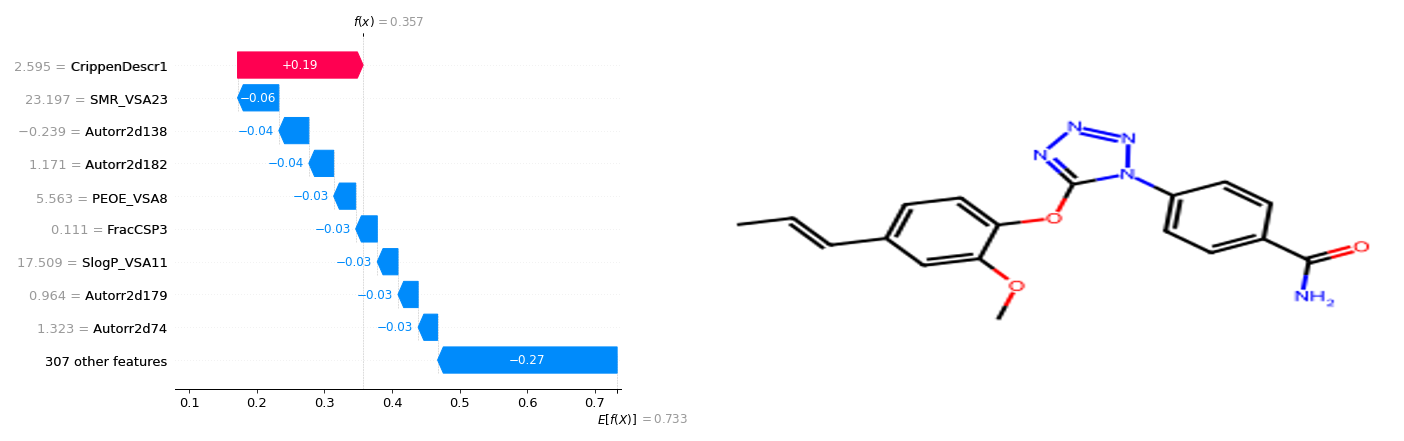 f(x) = 0.357
2.595 = CrippenDescr1
+0.19
23.197 = SMR_VSA23
−0.06
−0.239 = Autorr2d138
−0.04
1.171 = Autorr2d182
−0.04
5.563 = PEOE_VSA8
−0.03
0.111 = FracCSP3
−0.03
17.509 = SlogP_VSA11
−0.03
0.964 = Autorr2d179
−0.03
1.323 = Autorr2d74
−0.03
307 other features
−0.27
0.1 0.2 0.3 0.4 0.5 0.6 0.7
E[f(X)] = 0.733
N N
N N
O
O
O
NH2